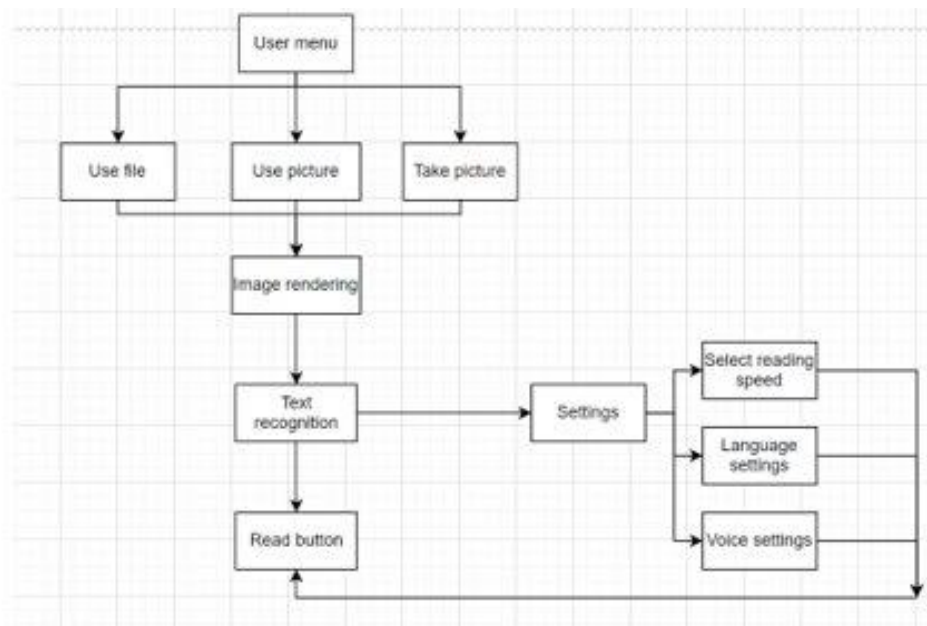 User menu
Use file
Use picture
Take picture
Image rendering
Text
recognition
Settings
Select reading
speed
Language
settings
Read button
Voice settings